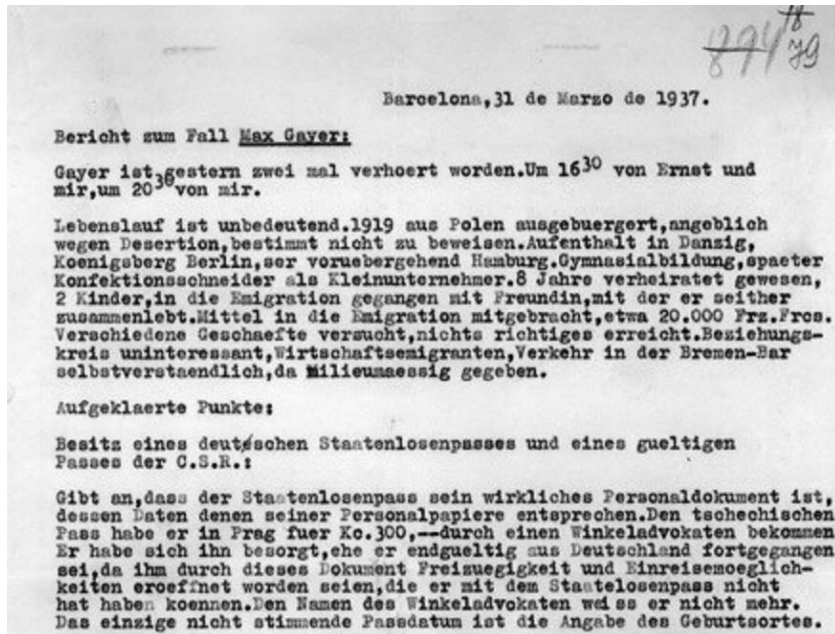 18
894 79
Barcelona,31 de Marzo de 1937.
Bericht zum Fall Max Gayer:
Gayer ist gestern zwei mal verhoert worden.Um 16³⁰ von Ernst und
mir,um 20³⁰ von mir.
Lebenslauf ist unbedeutend.1919 aus Polen ausgebuergert,angeblich
wegen Desertion,bestimmt nicht zu beweisen.Aufenthalt in Danzig,
Koenigsberg Berlin,ser voruebergehend Hamburg.Gymnasialbildung,spaeter
Konfektionsschneider als Kleinunternehmer.8 Jahre verheiratet gewesen,
2 Kinder,in die Emigration gegangen mit Freundin,mit der er seither
zusammenlebt.Mittel in die Emigration mitgebracht,etwa 20.000 Frz.Frcs.
Verschiedene Geschaefte versucht,nichts richtiges erreicht.Beziehungs-
kreis uninteressant,Wirtschaftsemigranten,Verkehr in der Bremen-Bar
selbstverstaendlich,da milieumaessig gegeben.
Aufgeklaerte Punkte:
Besitz eines deutschen Staatenlosenpasses und eines gueltigen
Passes der C.S.R.:
Gibt an,dass der Staatenlosenpass sein wirkliches Personaldokument ist,
dessen Daten denen seiner Personalpapiere entsprechen.Den tschechischen
Pass habe er in Prag fuer Kc.300,--durch einen Winkeladvokaten bekommen
Er habe sich ihn besorgt,ehe er endgueltig aus Deutschland fortgegangen
sei,da ihm durch dieses Dokument Freizuegigkeit und Einreisemoeglich-
keiten eroeffnet worden seien,die er mit dem Staatelosenpass nicht
hat haben koennen.Den Namen des Winkeladvokaten weiss er nicht mehr.
Das einzige nicht stimmende Passdatum ist die Angabe des Geburtsortes.